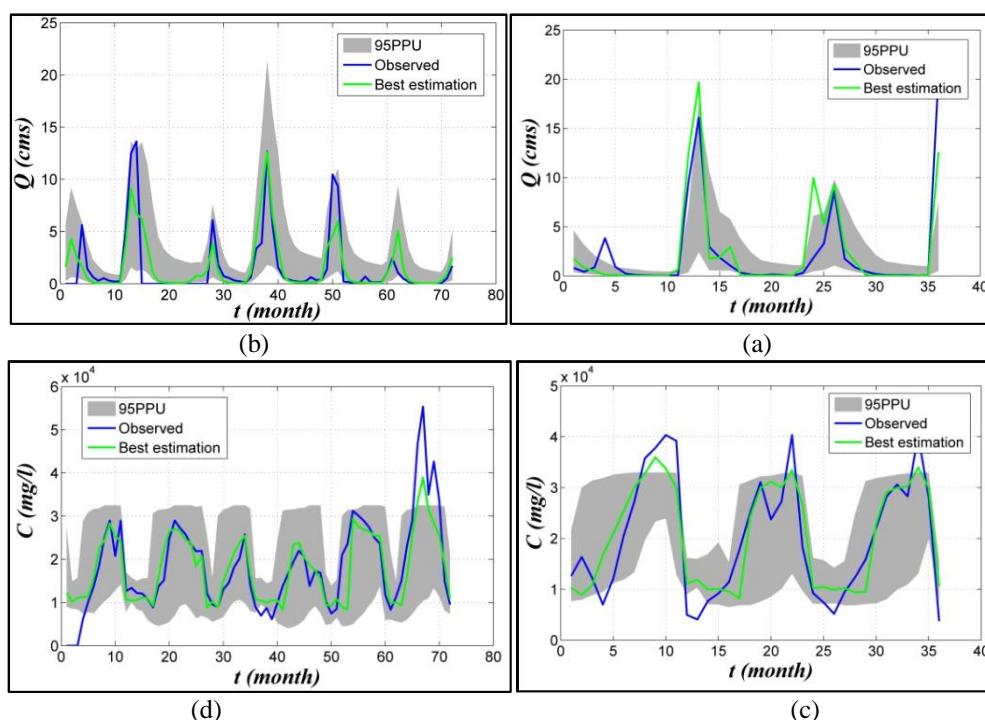 25
20
15
10
5
0
Q (cms)
0 10 20 30 40 50 60 70 80
t (month)
95PPU
Observed
Best estimation
(b)
25
20
15
10
5
0
Q (cms)
0 5 10 15 20 25 30 35 40
t (month)
95PPU
Observed
Best estimation
(a)
x 10⁴
6
5
4
3
2
1
0
C (mg/l)
0 10 20 30 40 50 60 70 80
t (month)
95PPU
Observed
Best estimation
(d)
x 10⁴
5
4
3
2
1
0
C (mg/l)
0 5 10 15 20 25 30 35 40
t (month)
95PPU
Observed
Best estimation
(c)